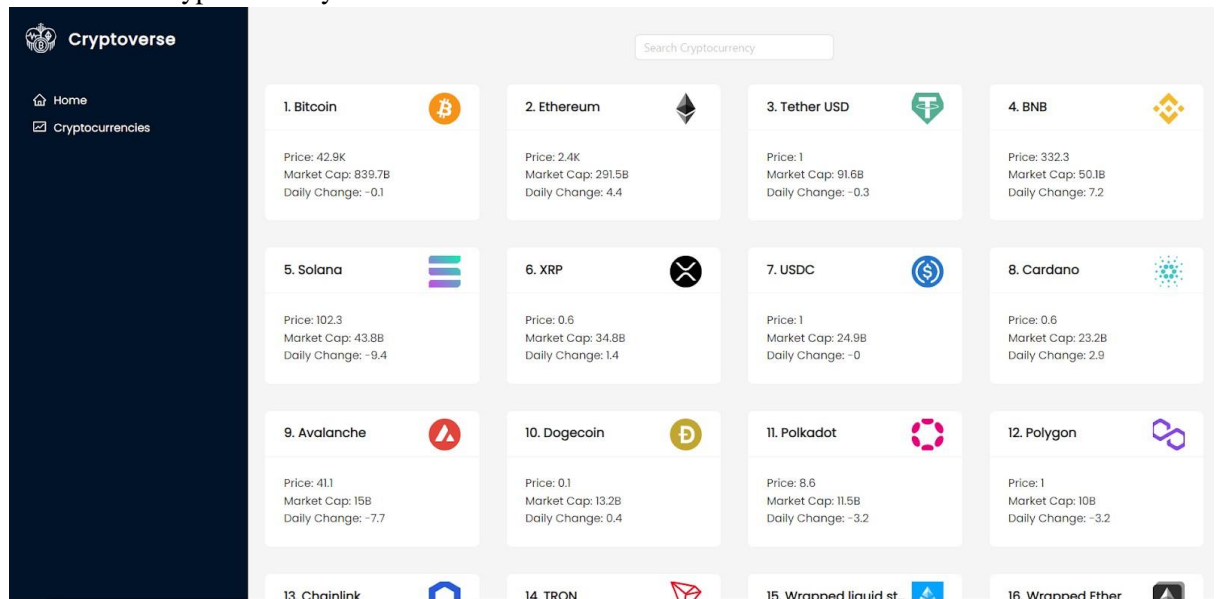 Cryptoverse
Search Cryptocurrency
Home
Cryptocurrencies
1. Bitcoin
Price: 42.9K
Market Cap: 839.7B
Daily Change: -0.1
2. Ethereum
Price: 2.4K
Market Cap: 291.5B
Daily Change: 4.4
3. Tether USD
Price: 1
Market Cap: 91.6B
Daily Change: -0.3
4. BNB
Price: 332.3
Market Cap: 50.1B
Daily Change: 7.2
5. Solana
Price: 102.3
Market Cap: 43.8B
Daily Change: -9.4
6. XRP
Price: 0.6
Market Cap: 34.8B
Daily Change: 1.4
7. USDC
Price: 1
Market Cap: 24.9B
Daily Change: -0
8. Cardano
Price: 0.6
Market Cap: 23.2B
Daily Change: 2.9
9. Avalanche
Price: 41.1
Market Cap: 15B
Daily Change: -7.7
10. Dogecoin
Price: 0.1
Market Cap: 13.2B
Daily Change: 0.4
11. Polkadot
Price: 8.6
Market Cap: 11.5B
Daily Change: -3.2
12. Polygon
Price: 1
Market Cap: 10B
Daily Change: -3.2
13. Chainlink
14. TRON
15. Wrapped liquid st...
16. Wrapped Ether